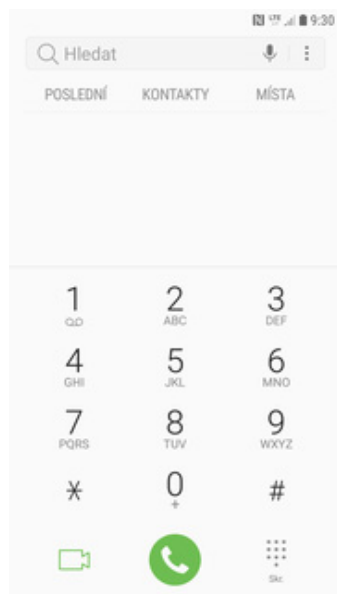 LTE 9:30
Hledat
POSLEDNÍ KONTAKTY MÍSTA
1 2 3
ABC DEF
4 5 6
GHI JKL MNO
7 8 9
PQRS TUV WXYZ
* 0 #
+
Skr.